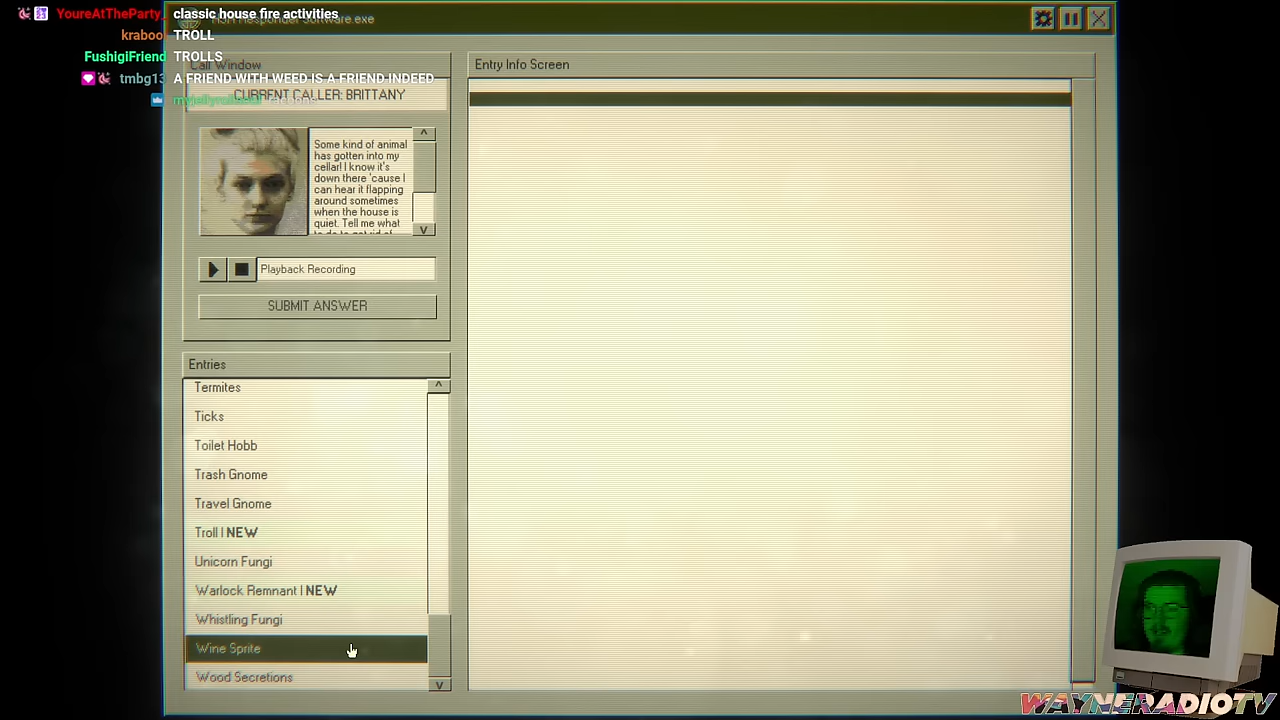 YoureAtTheParty_ classic house fire activities
kraboo TROLL
FushigiFriend TROLLS
tmbg13 A FRIEND WITH WEED IS A FRIEND INDEED
Responder Software.exe
Call Window
CURRENT CALLER: BRITTANY
Some kind of animal
has gotten into my
cellar! I know it's
down there 'cause I
can hear it flapping
around sometimes
when the house is
quiet. Tell me what
Playback Recording
SUBMIT ANSWER
Entries
Termites
Ticks
Toilet Hobb
Trash Gnome
Travel Gnome
Troll | NEW
Unicorn Fungi
Warlock Remnant | NEW
Whistling Fungi
Wine Sprite
Wood Secretions
Entry Info Screen
WAYNERADIOTV